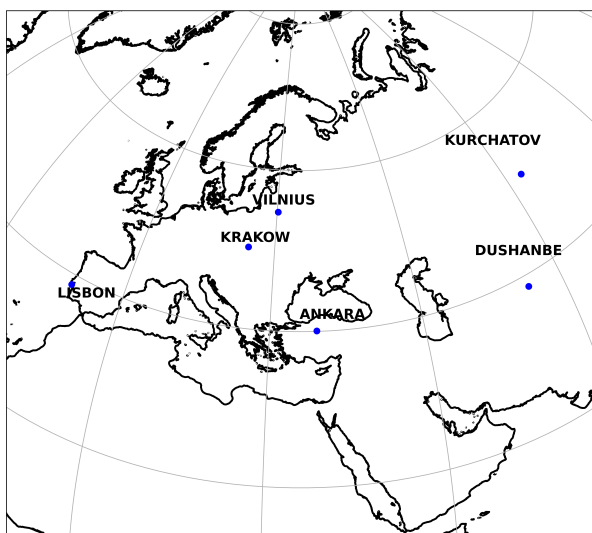 KURCHATOV
VILNIUS
KRAKOW
DUSHANBE
LISBON
ANKARA